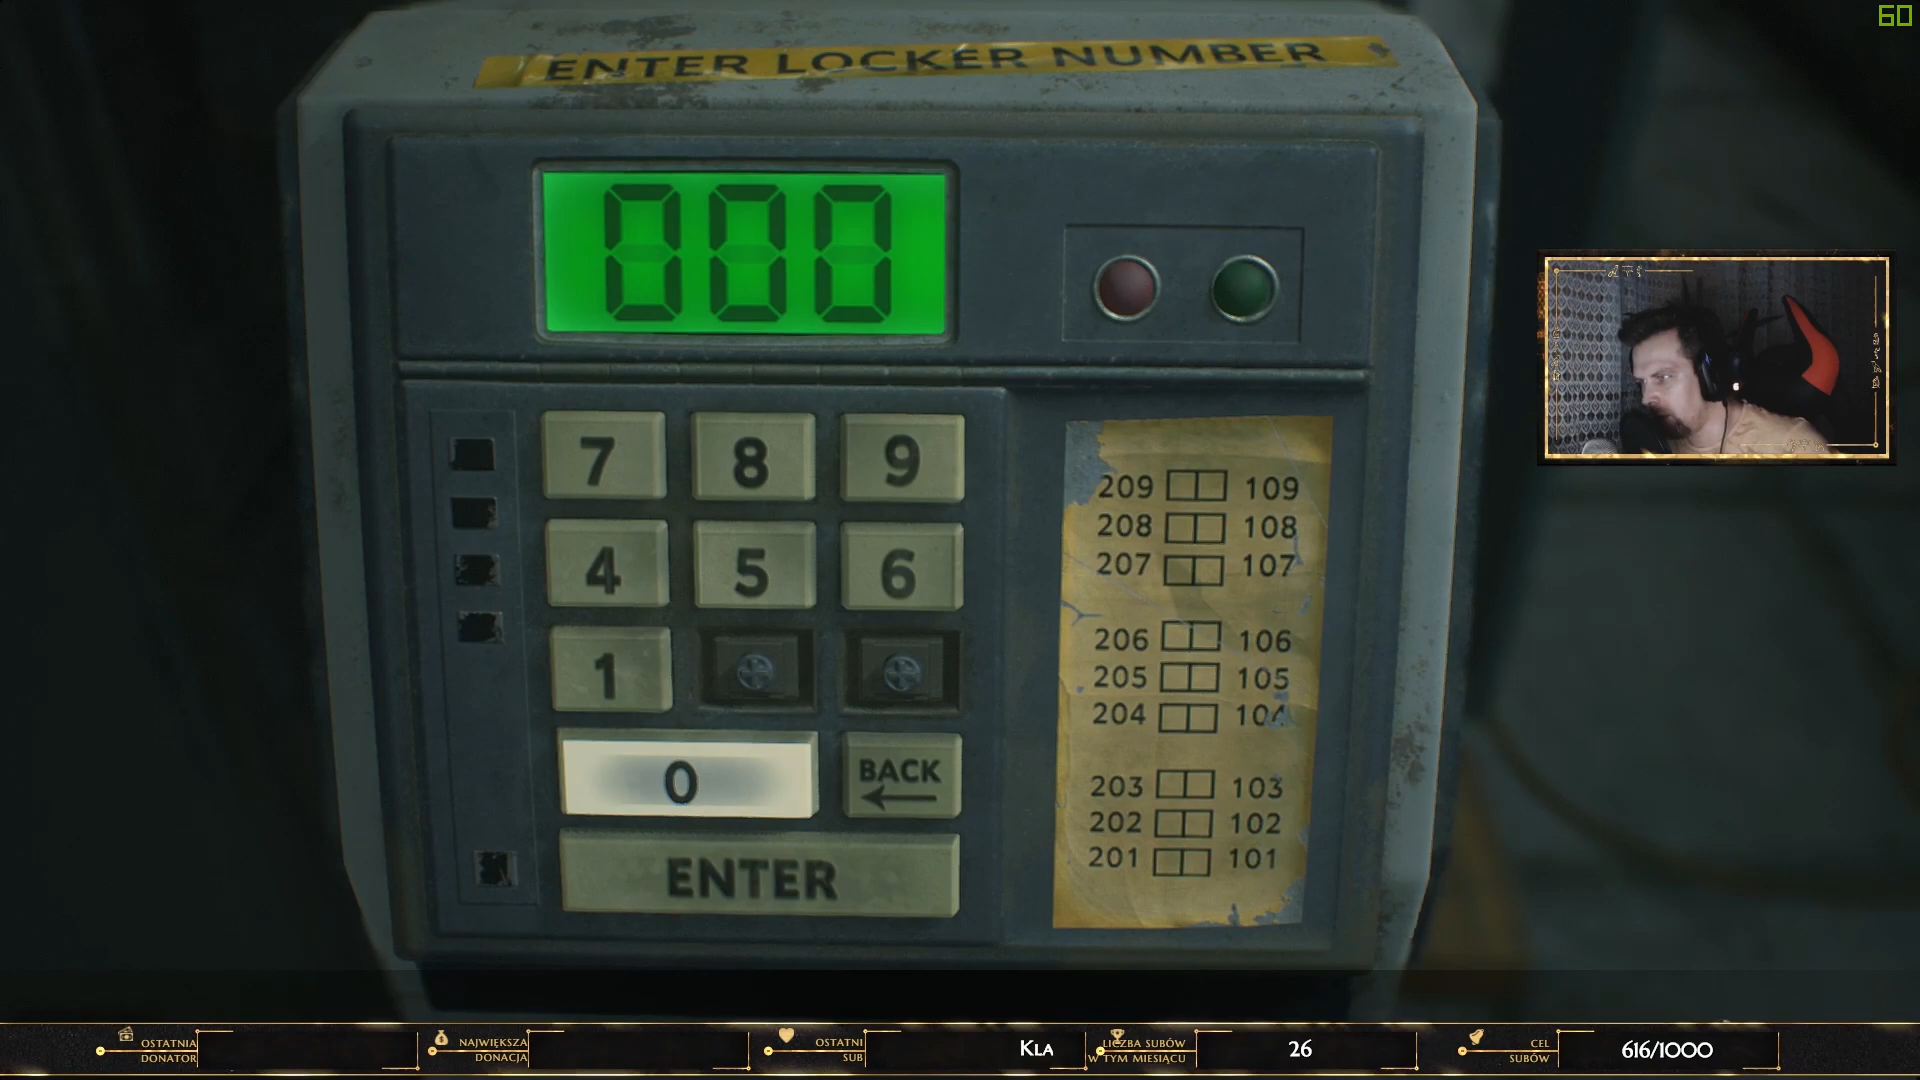 60
ENTER LOCKER NUMBER
000
7 8 9
4 5 6
1
0 BACK
ENTER
209 109
208 108
207 107
206 106
205 105
204 104
203 103
202 102
201 101
OSTATNIA
DONATOR
NAJWIĘKSZA
DONACJA
OSTATNI
SUB
Kla
LICZBA SUBÓW
W TYM MIESIĄCU
26
CEL
SUBÓW
616/1000